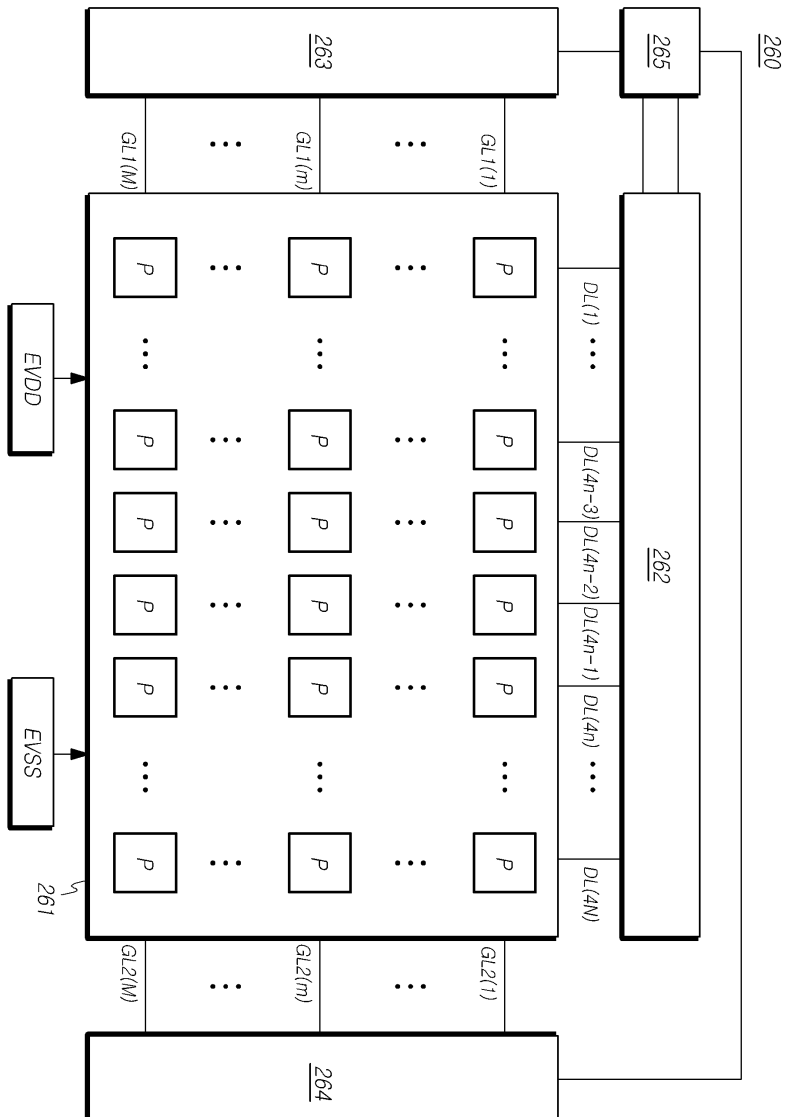 260
265
262
DL(1) ••• DL(4n-3) DL(4n-2) DL(4n-1) DL(4n) ••• DL(4N)
GL1(1) P ••• P P P P ••• P GL2(1)
••• ••• ••• ••• ••• ••• ••• •••
263 GL1(m) P ••• P P P P ••• P GL2(m) 264
••• ••• ••• ••• ••• ••• ••• •••
GL1(M) P ••• P P P P ••• P GL2(M)
261
EVDD
EVSS